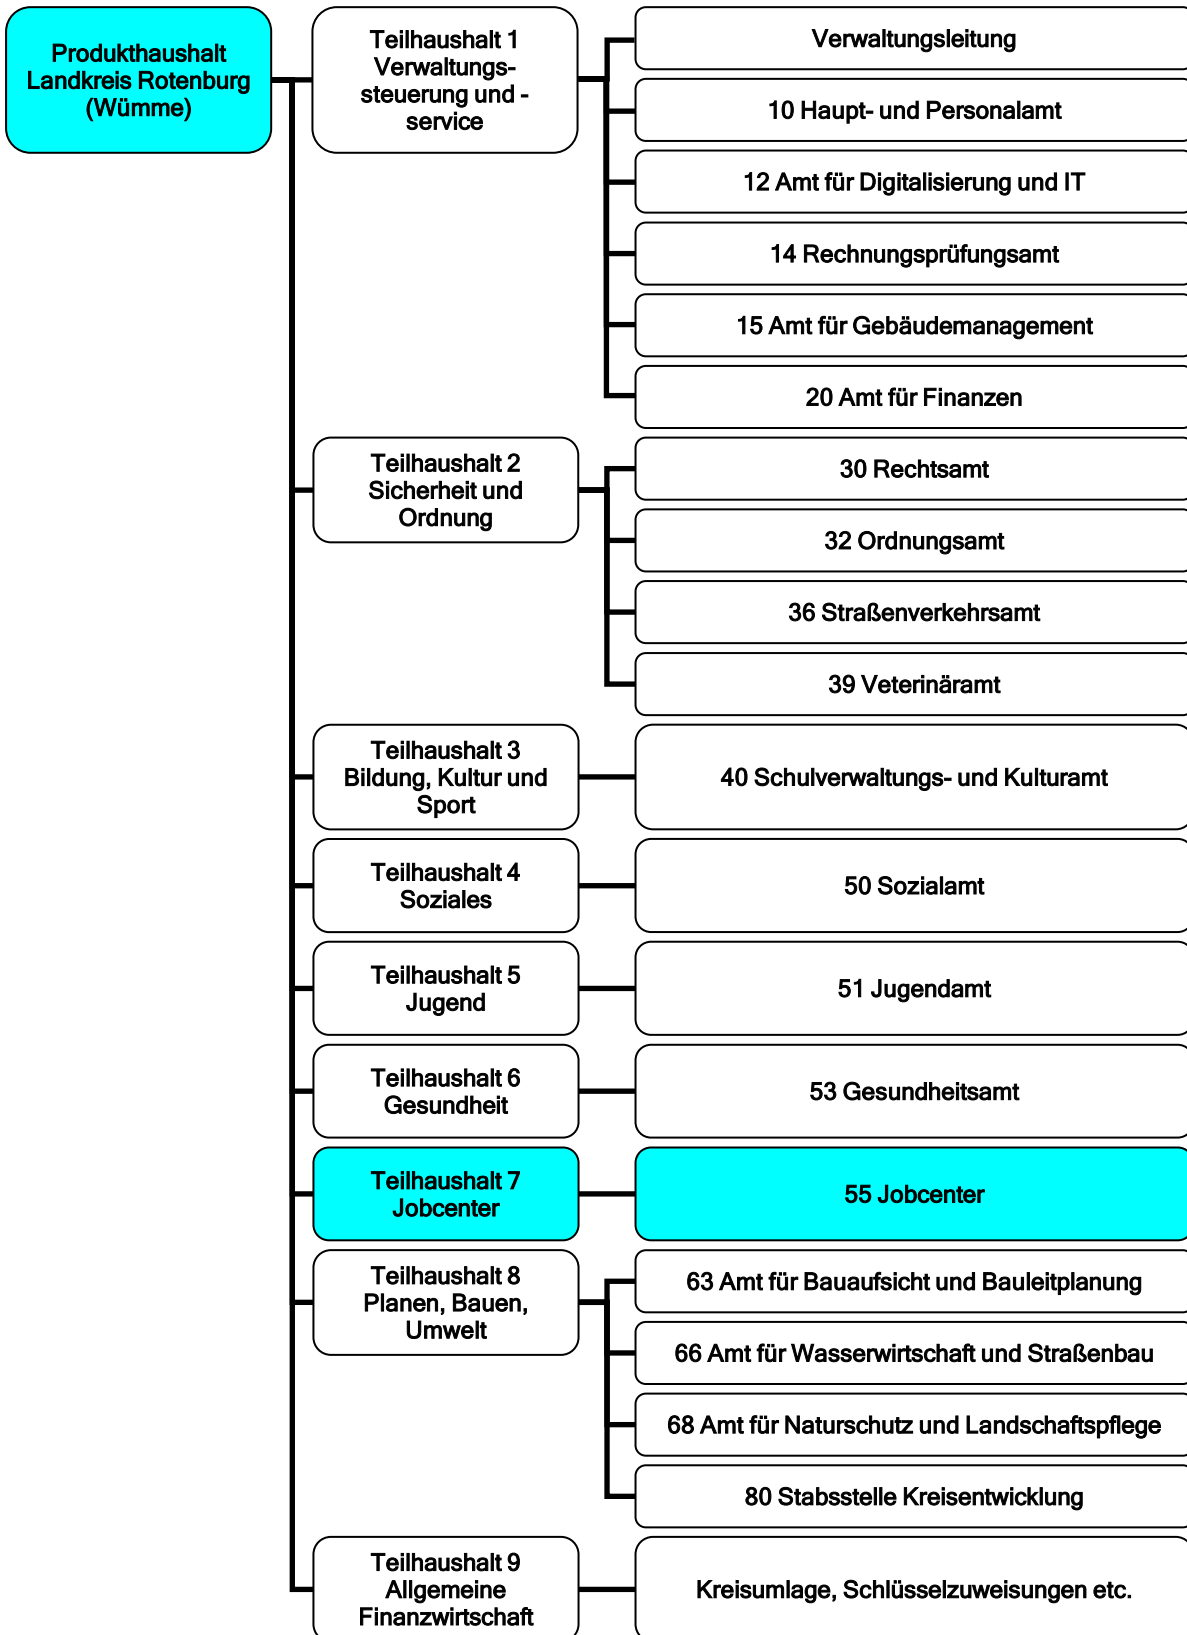 Produkthaushalt
Landkreis Rotenburg
(Wümme)
Teilhaushalt 1
Verwaltungs-
steuerung und -
service
Verwaltungsleitung
10 Haupt- und Personalamt
12 Amt für Digitalisierung und IT
14 Rechnungsprüfungsamt
15 Amt für Gebäudemanagement
20 Amt für Finanzen
Teilhaushalt 2
Sicherheit und
Ordnung
30 Rechtsamt
32 Ordnungsamt
36 Straßenverkehrsamt
39 Veterinäramt
Teilhaushalt 3
Bildung, Kultur und
Sport
40 Schulverwaltungs- und Kulturamt
Teilhaushalt 4
Soziales
50 Sozialamt
Teilhaushalt 5
Jugend
51 Jugendamt
Teilhaushalt 6
Gesundheit
53 Gesundheitsamt
Teilhaushalt 7
Jobcenter
55 Jobcenter
Teilhaushalt 8
Planen, Bauen,
Umwelt
63 Amt für Bauaufsicht und Bauleitplanung
66 Amt für Wasserwirtschaft und Straßenbau
68 Amt für Naturschutz und Landschaftspflege
80 Stabsstelle Kreisentwicklung
Teilhaushalt 9
Allgemeine
Finanzwirtschaft
Kreisumlage, Schlüsselzuweisungen etc.